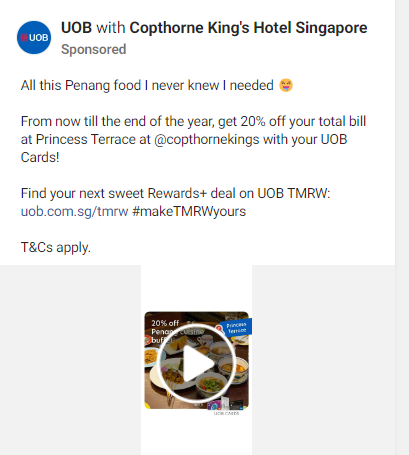 UOB with Copthorne King's Hotel Singapore
UOB
Sponsored
All this Penang food I never knew I needed 😝
From now till the end of the year, get 20% off your total bill
at Princess Terrace at @copthornekings with your UOB
Cards!
Find your next sweet Rewards+ deal on UOB TMRW:
uob.com.sg/tmrw #makeTMRWyours
T&Cs apply.
20% off
Penang cuisine
buffet
Princess
Terrace
UOB CARDS